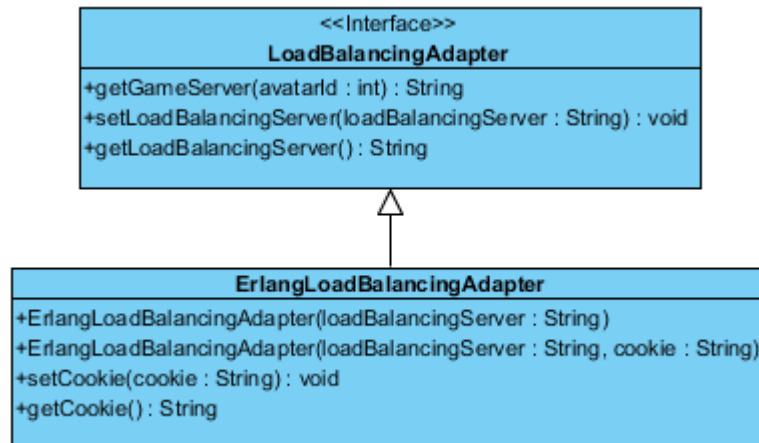 <<Interface>>
LoadBalancingAdapter
+getGameServer(avatarId : int) : String
+setLoadBalancingServer(loadBalancingServer : String) : void
+getLoadBalancingServer() : String
ErlangLoadBalancingAdapter
+ErlangLoadBalancingAdapter(loadBalancingServer : String)
+ErlangLoadBalancingAdapter(loadBalancingServer : String, cookie : String)
+setCookie(cookie : String) : void
+getCookie() : String